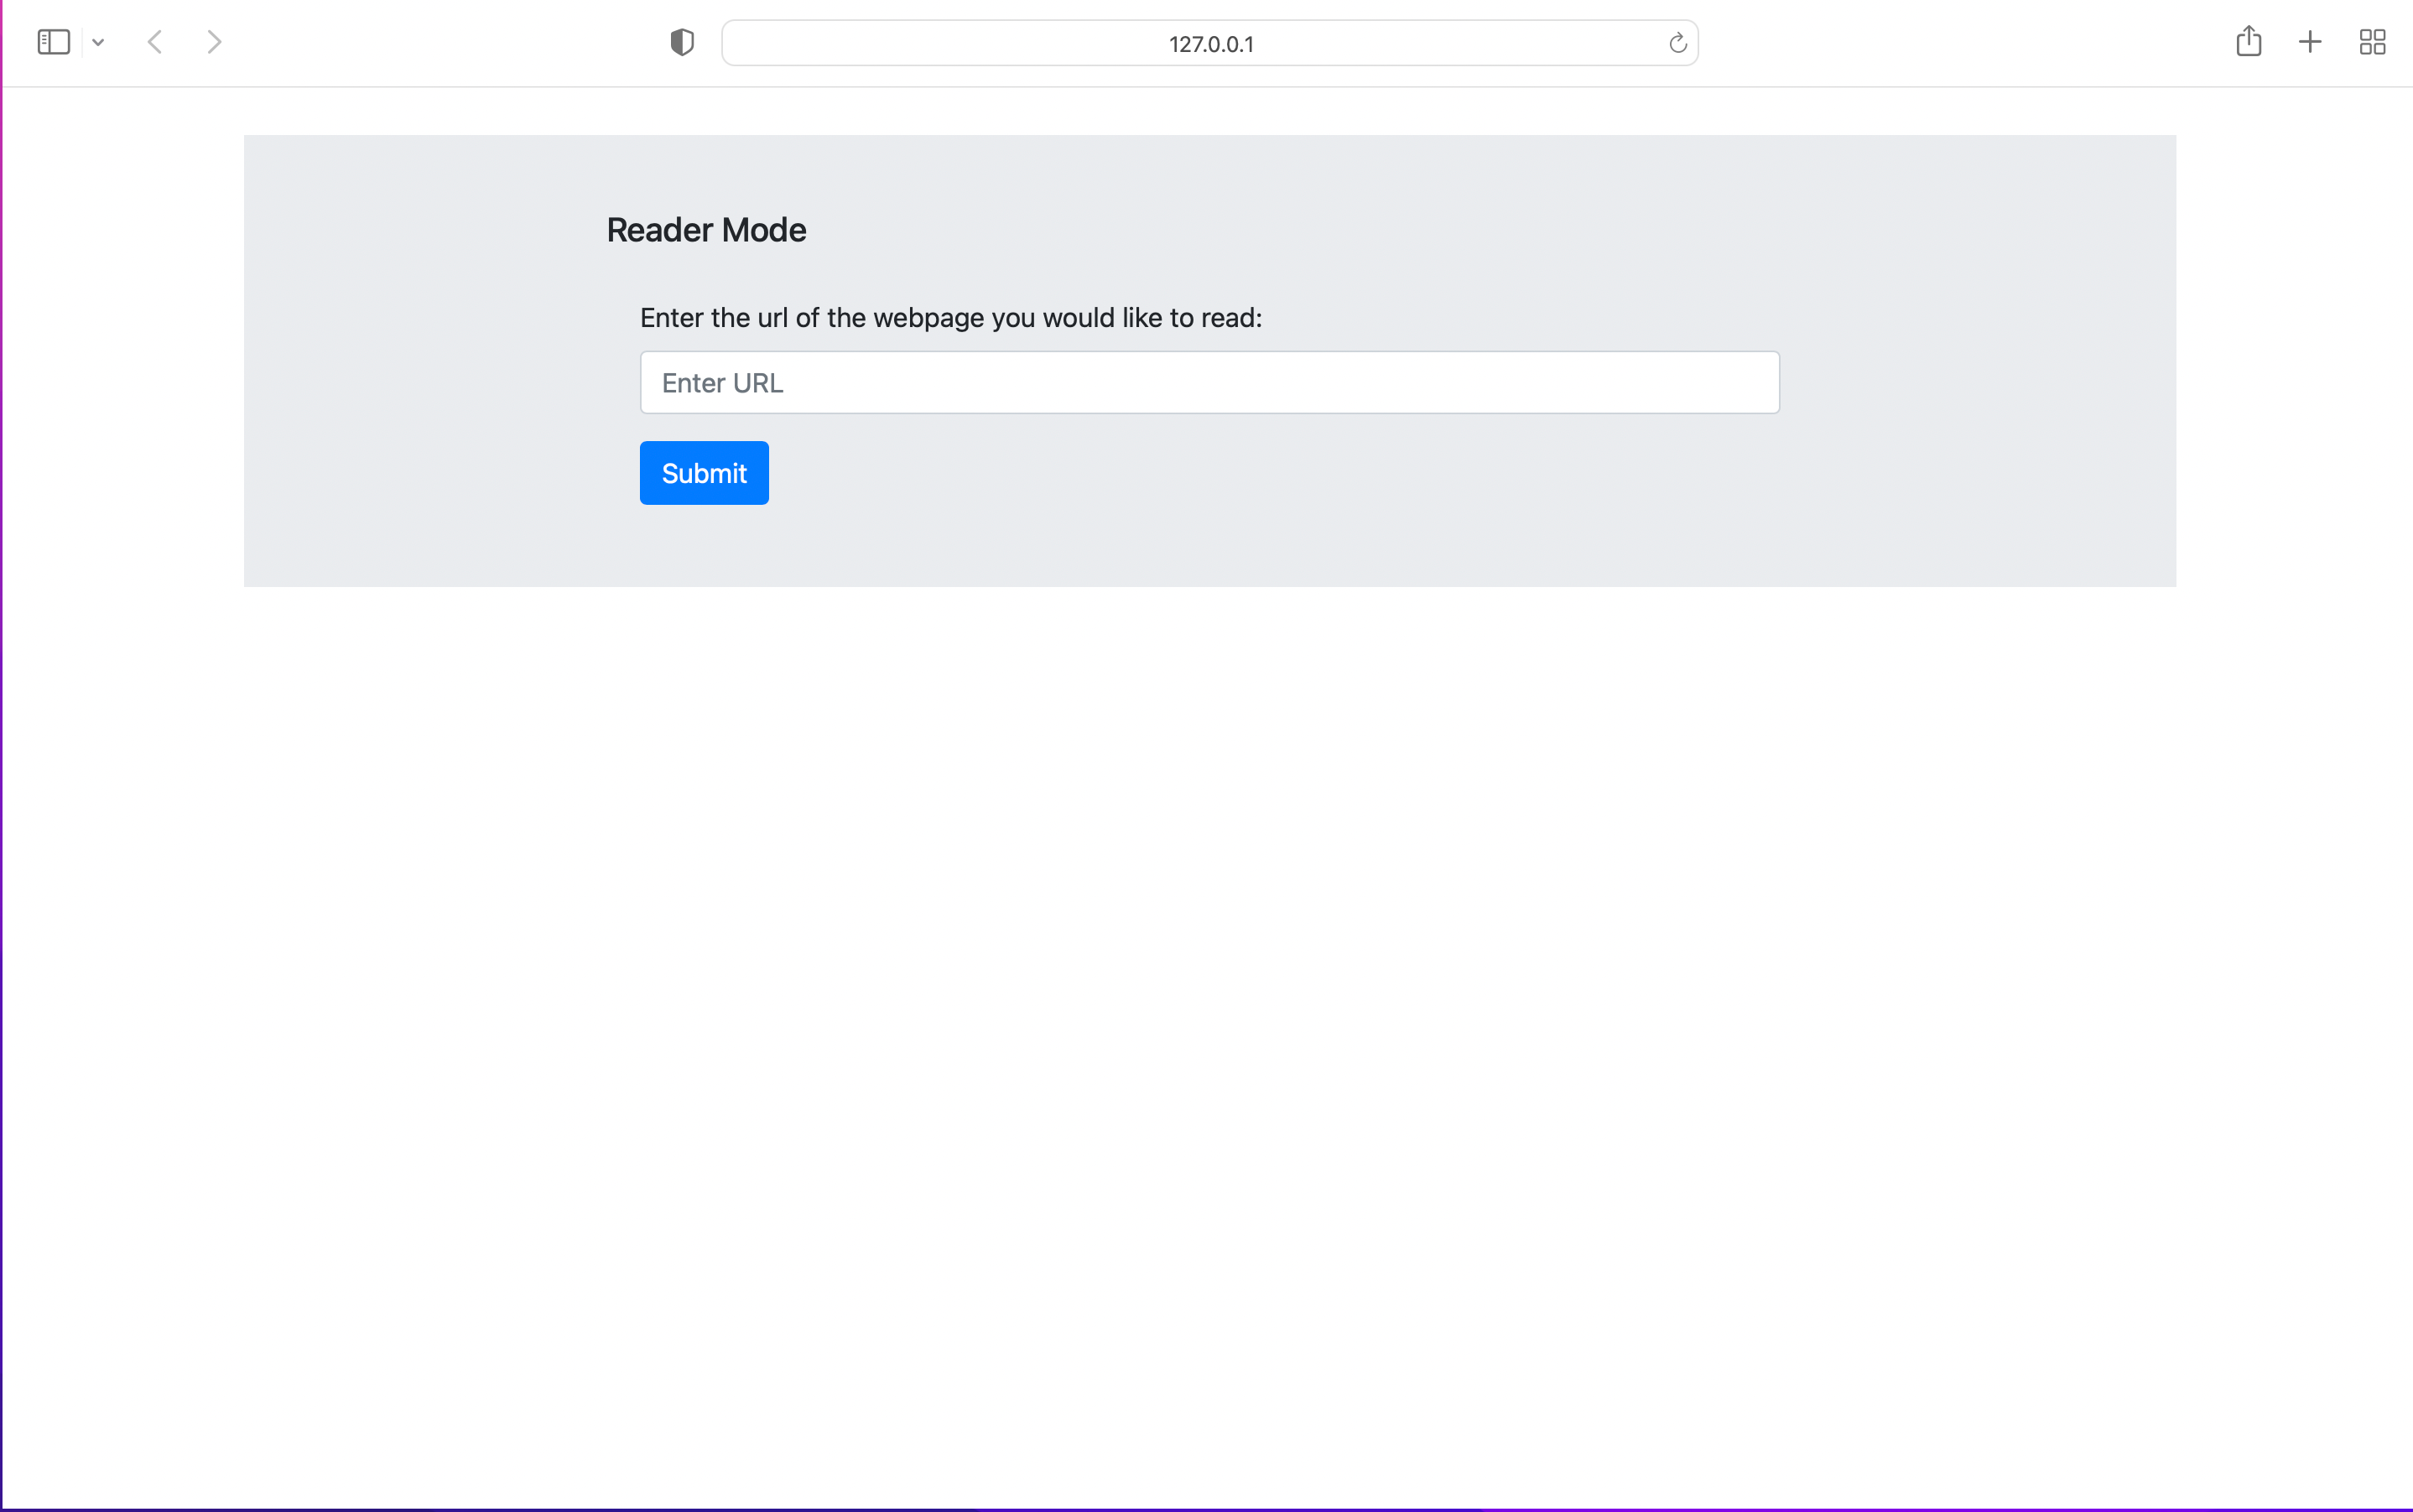 127.0.0.1
Reader Mode
Enter the url of the webpage you would like to read:
Enter URL
Submit